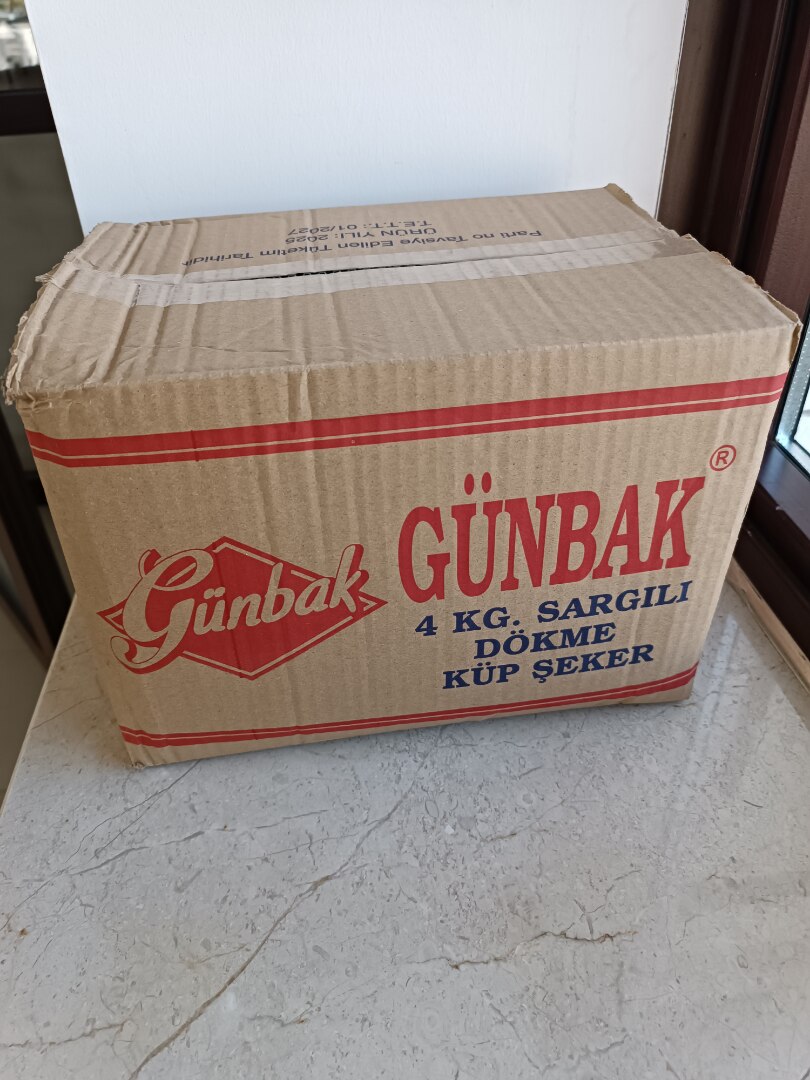 Parti no Tavsiye Edilen Tüketim Tarihidir
ÜRÜN YILI: 2025
T.E.T.T.: 01/2027
Günbak
GÜNBAK ®
4 KG. SARGILI
DÖKME
KÜP ŞEKER